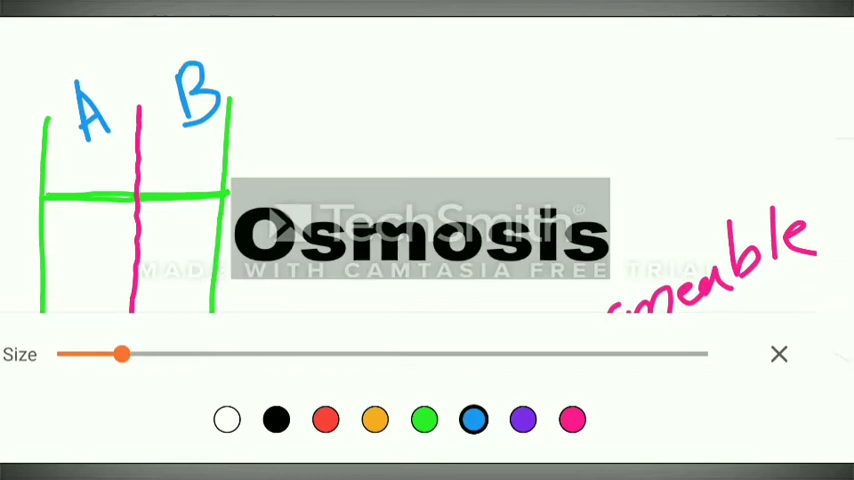 A B
TechSmith®
Osmosis
MADE WITH CAMTASIA FREE TRIAL
Size